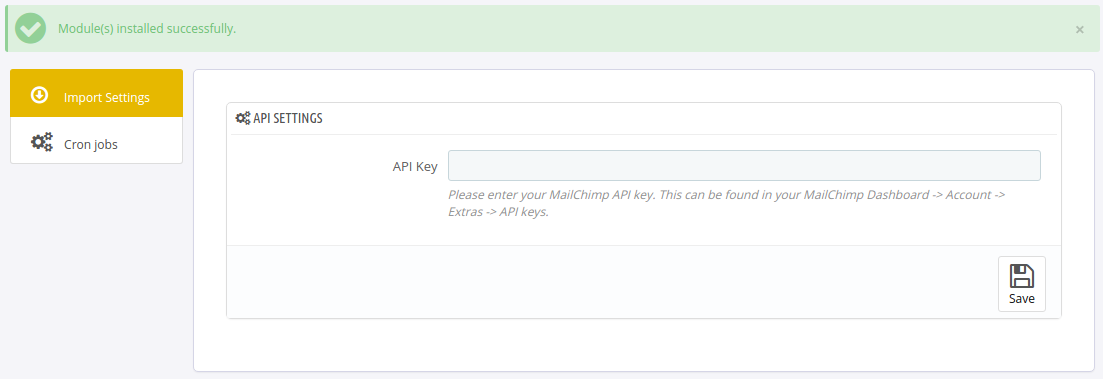 Module(s) installed successfully.
×
Import Settings
Cron jobs
API SETTINGS
API Key
Please enter your MailChimp API key. This can be found in your MailChimp Dashboard -> Account ->
Extras -> API keys.
Save